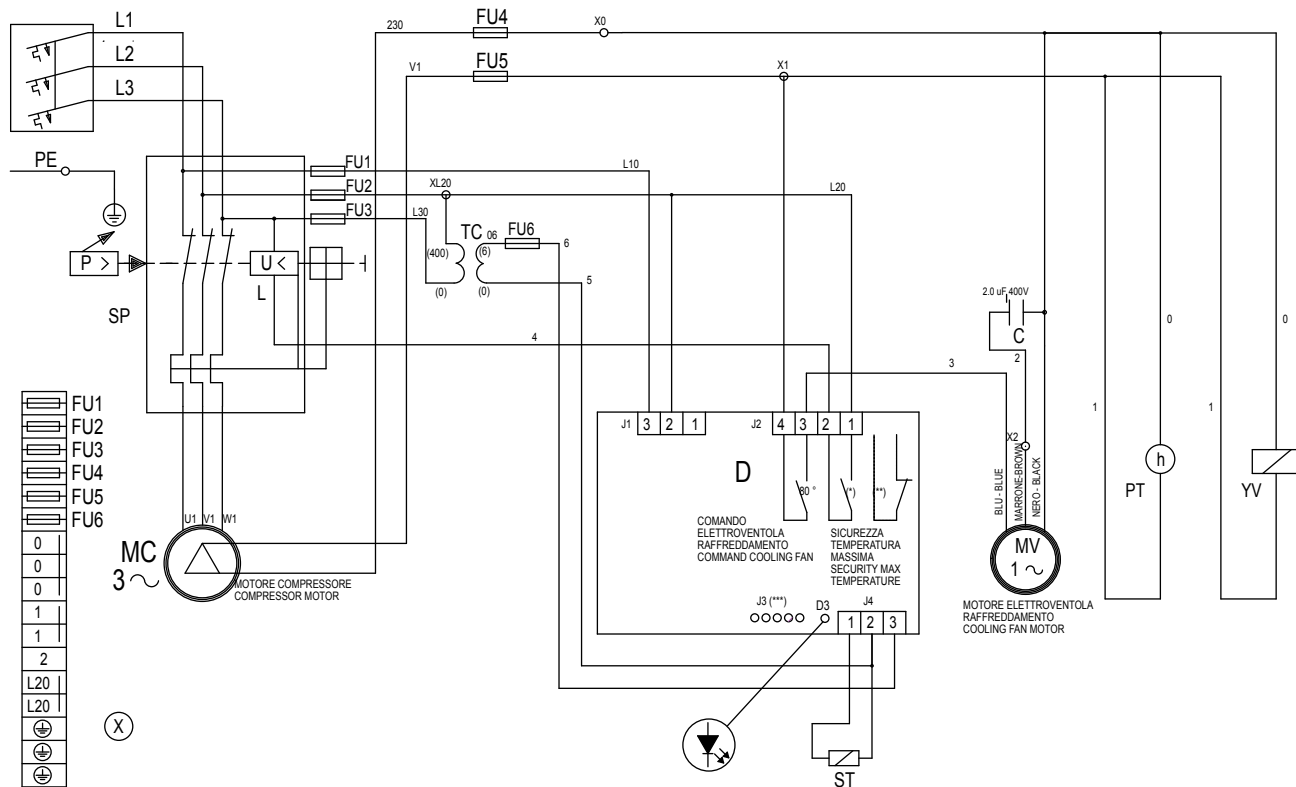 L1
L2
L3
PE
230
FU4
X0
V1
FU5
X1
FU1
L10
FU2
XL20
L20
FU3
L30
TC
06
FU6
6
(400)
(6)
(0)
(0)
5
P >
U <
L
SP
4
3
2.0 uF 400V
C
2
0
0
1
1
FU1
FU2
FU3
FU4
FU5
FU6
0
0
0
1
1
2
L20
L20
X
U1 V1 W1
MC
3 ~
MOTORE COMPRESSORE
COMPRESSOR MOTOR
J1
3 2 1
J2
4 3 2 1
D
80 °
(*)
(**)
COMANDO
ELETTROVENTOLA
RAFFREDDAMENTO
COMMAND COOLING FAN
SICUREZZA
TEMPERATURA
MASSIMA
SECURITY MAX
TEMPERATURE
J3 (***)
D3
J4
1 2 3
ST
X2
BLU - BLUE
MARRONE-BROWN
NERO - BLACK
MV
1 ~
MOTORE ELETTROVENTOLA
RAFFREDDAMENTO
COOLING FAN MOTOR
h
PT
YV